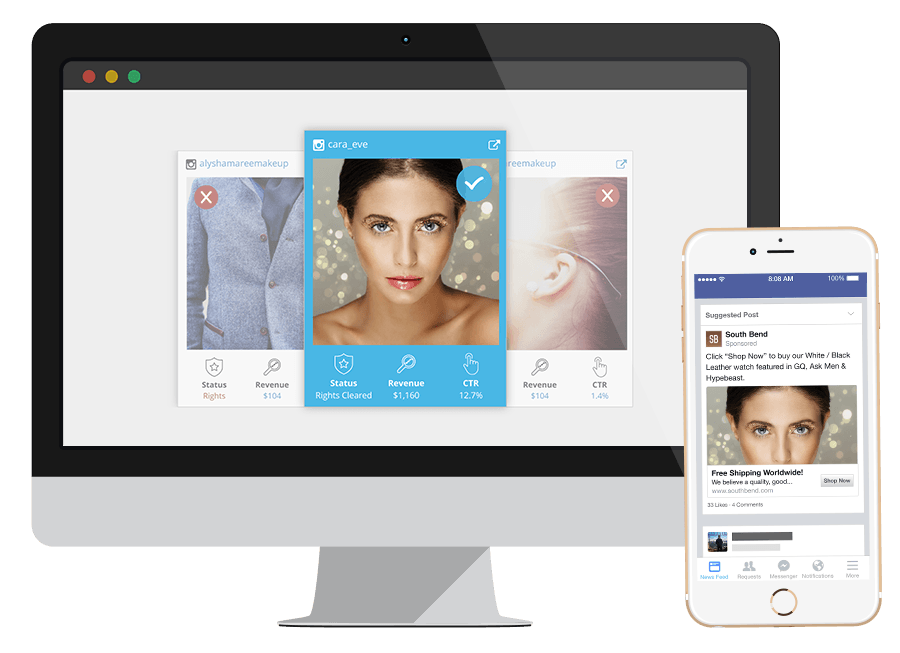 alyshamareemakeup
Status
Rights
Revenue
$104
cara_eve
Status
Rights Cleared
Revenue
$1,160
CTR
12.7%
reemakeup
Revenue
$104
CTR
1.4%
8:08 AM
100%
Suggested Post
SB
South Bend
Sponsored
Click “Shop Now” to buy our White / Black
Leather watch featured in GQ, Ask Men &
Hypebeast.
Free Shipping Worldwide!
We believe a quality, good...
www.southbend.com
Shop Now
33 Likes · 4 Comments
News Feed
Requests
Messenger
Notifications
More